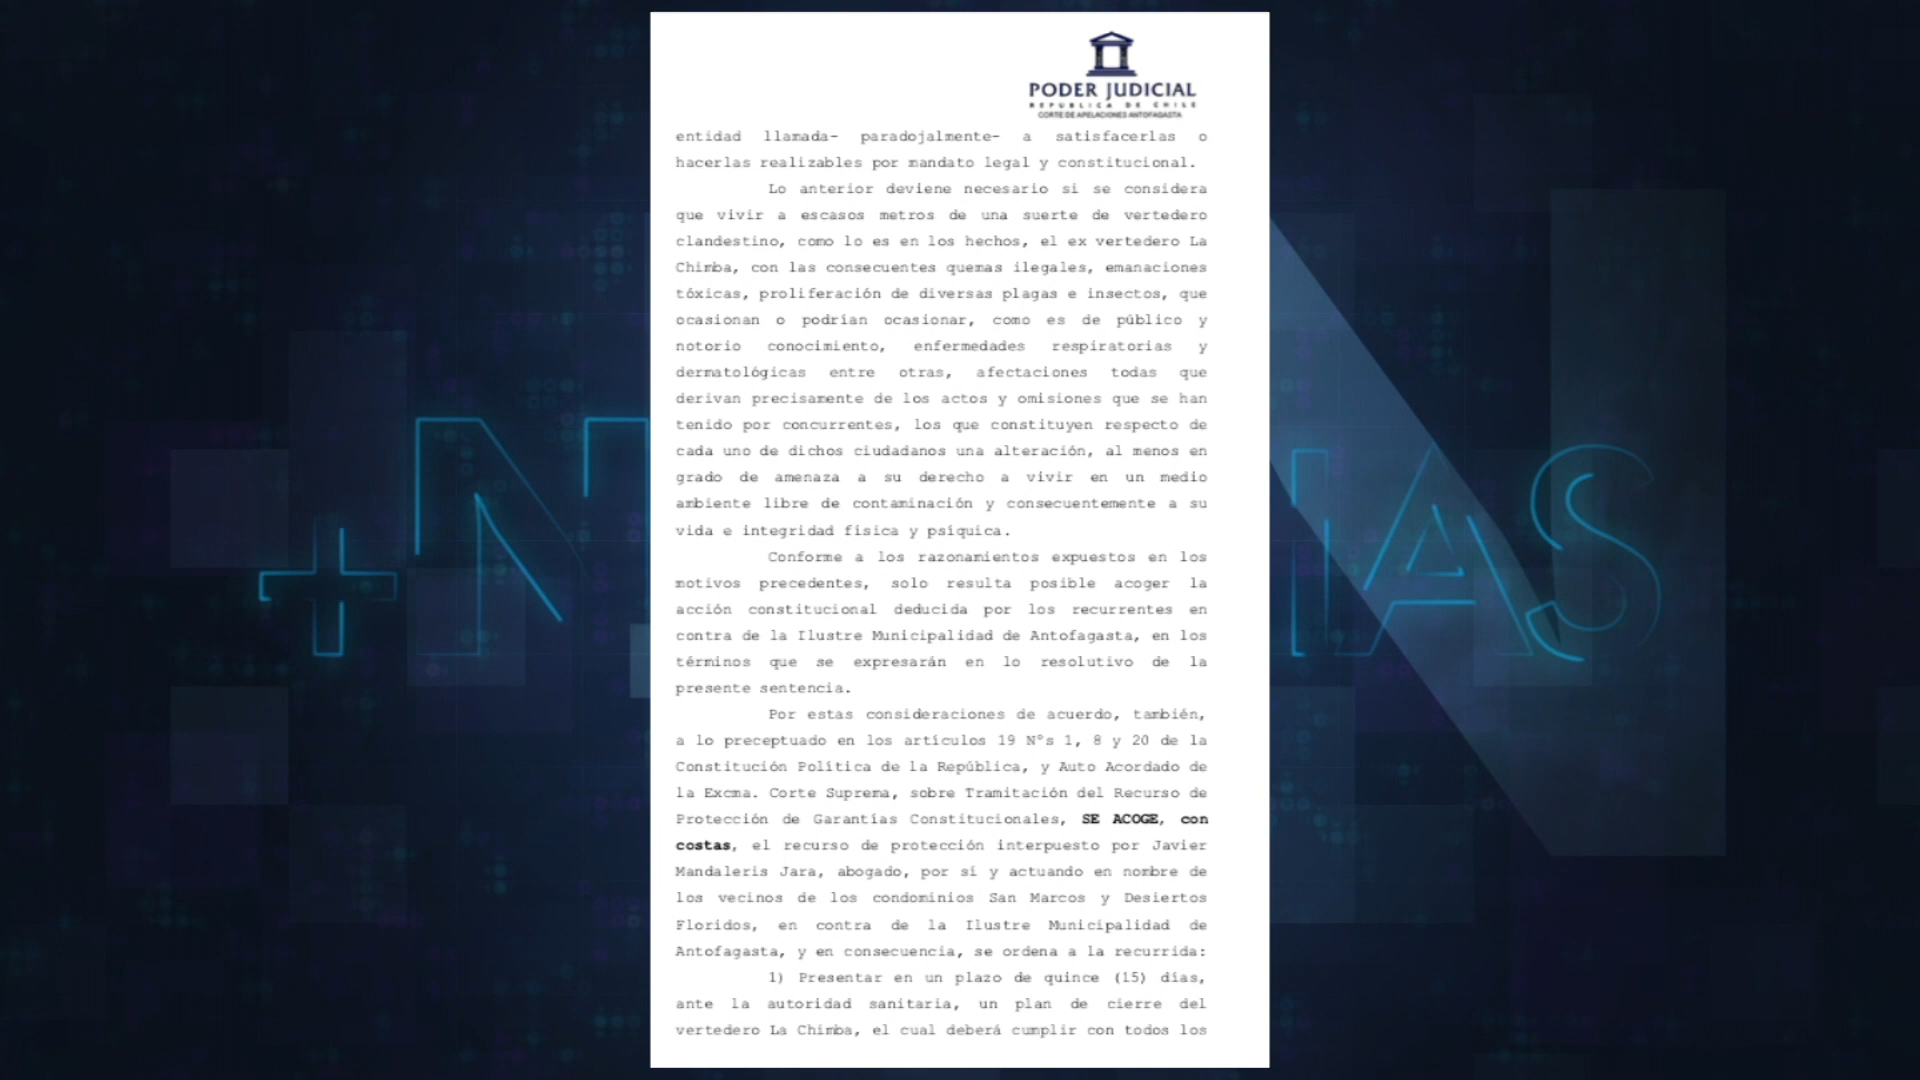 PODER JUDICIAL
REPUBLICA DE CHILE
CORTE DE APELACIONES ANTOFAGASTA
entidad llamada- paradojalmente- a satisfacerlas o
hacerlas realizables por mandato legal y constitucional.
Lo anterior deviene necesario si se considera
que vivir a escasos metros de una suerte de vertedero
clandestino, como lo es en los hechos, el ex vertedero La
Chimba, con las consecuentes quemas ilegales, emanaciones
tóxicas, proliferación de diversas plagas e insectos, que
ocasionan o podrían ocasionar, como es de público y
notorio conocimiento, enfermedades respiratorias y
dermatológicas entre otras, afectaciones todas que
derivan precisamente de los actos y omisiones que se han
tenido por concurrentes, los que constituyen respecto de
cada uno de dichos ciudadanos una alteración, al menos en
grado de amenaza a su derecho a vivir en un medio
ambiente libre de contaminación y consecuentemente a su
vida e integridad física y psíquica.
Conforme a los razonamientos expuestos en los
motivos precedentes, solo resulta posible acoger la
acción constitucional deducida por los recurrentes en
contra de la Ilustre Municipalidad de Antofagasta, en los
términos que se expresarán en lo resolutivo de la
presente sentencia.
Por estas consideraciones de acuerdo, también,
a lo preceptuado en los artículos 19 N°s 1, 8 y 20 de la
Constitución Política de la República, y Auto Acordado de
la Excma. Corte Suprema, sobre Tramitación del Recurso de
Protección de Garantías Constitucionales, SE ACOGE, con
costas, el recurso de protección interpuesto por Javier
Mandaleris Jara, abogado, por sí y actuando en nombre de
los vecinos de los condominios San Marcos y Desiertos
Floridos, en contra de la Ilustre Municipalidad de
Antofagasta, y en consecuencia, se ordena a la recurrida:
1) Presentar en un plazo de quince (15) días,
ante la autoridad sanitaria, un plan de cierre del
vertedero La Chimba, el cual deberá cumplir con todos los